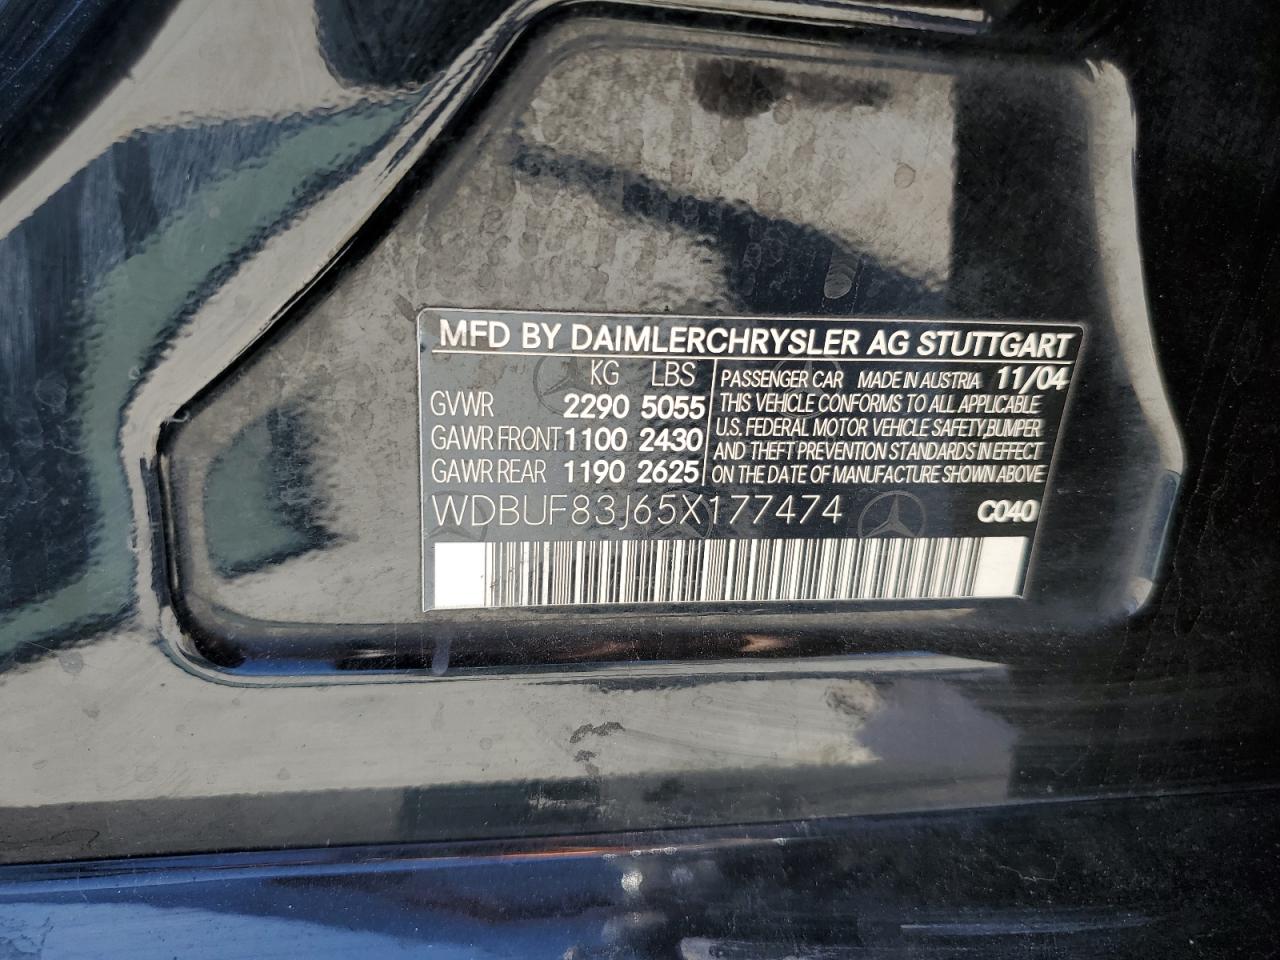 MFD BY DAIMLERCHRYSLER AG STUTTGART
KG LBS
GVWR 2290 5055
GAWR FRONT 1100 2430
GAWR REAR 1190 2625
PASSENGER CAR MADE IN AUSTRIA 11/04
THIS VEHICLE CONFORMS TO ALL APPLICABLE
U.S. FEDERAL MOTOR VEHICLE SAFETY,BUMPER
AND THEFT PREVENTION STANDARDS IN EFFECT
ON THE DATE OF MANUFACTURE SHOWN ABOVE
WDBUF83J65X177474
C040